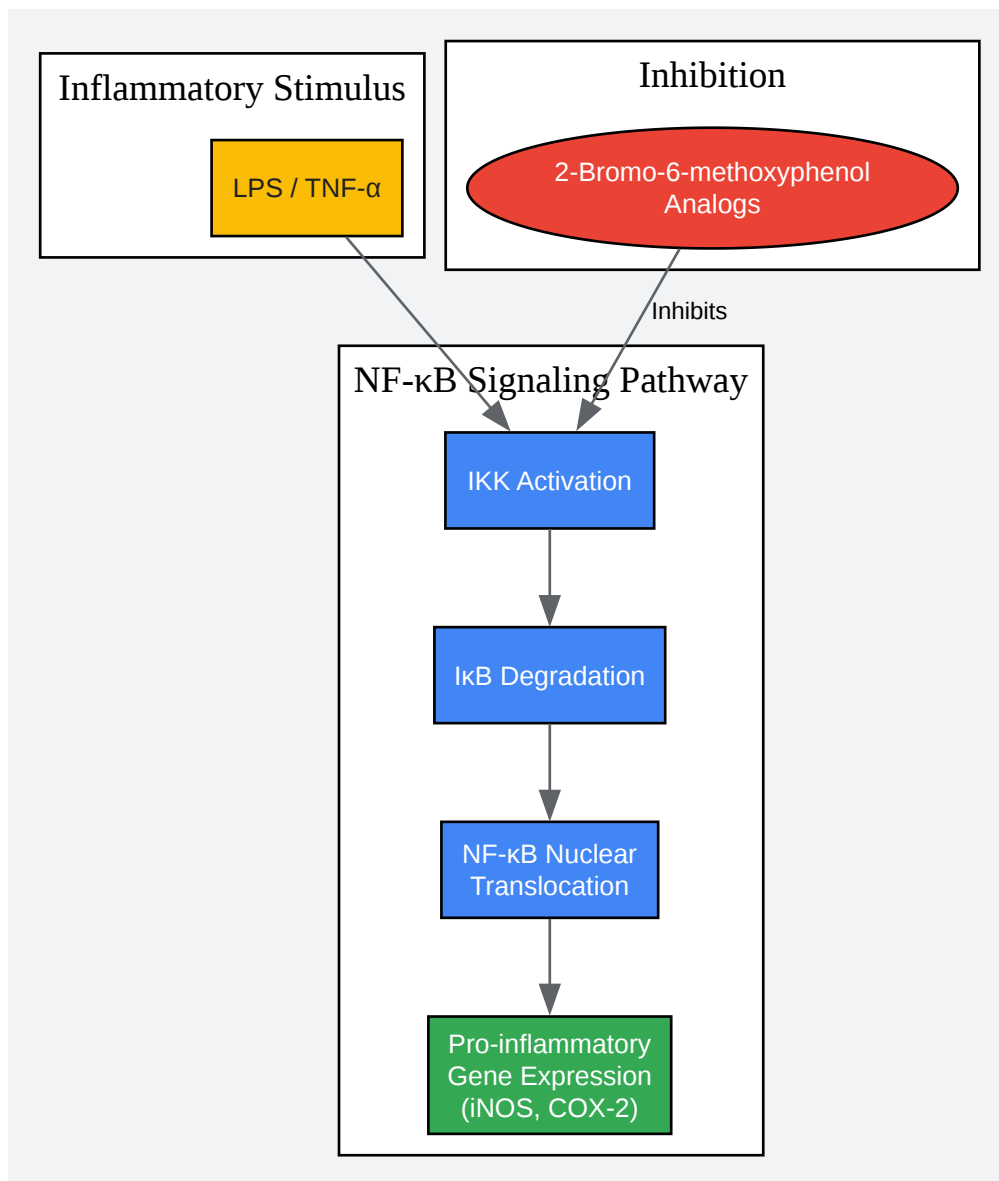 Inflammatory Stimulus
LPS / TNF-α
Inhibition
2-Bromo-6-methoxyphenol
Analogs
Inhibits
NF-κB Signaling Pathway
IKK Activation
IκB Degradation
NF-κB Nuclear
Translocation
Pro-inflammatory
Gene Expression
(iNOS, COX-2)